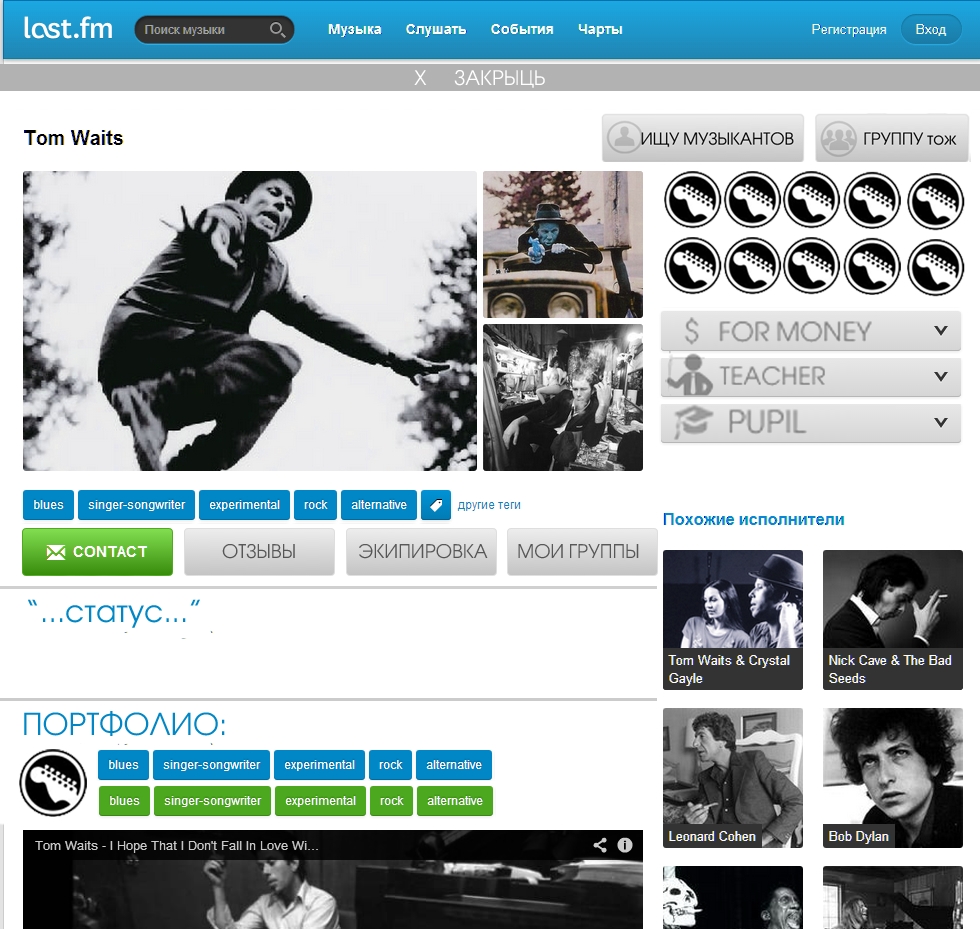 last.fm
Поиск музыки
Музыка Слушать События Чарты
Регистрация Вход
X ЗАКРЫЦЬ
Tom Waits
ИЩУ МУЗЫКАНТОВ
ГРУППУ тож
$ FOR MONEY
TEACHER
PUPIL
blues singer-songwriter experimental rock alternative другие теги
CONTACT ОТЗЫВЫ ЭКИПИРОВКА МОИ ГРУППЫ
“...статус...”
ПОРТФОЛИО:
blues singer-songwriter experimental rock alternative
blues singer-songwriter experimental rock alternative
Tom Waits - I Hope That I Don't Fall In Love Wi...
Похожие исполнители
Tom Waits & Crystal
Gayle
Nick Cave & The Bad
Seeds
Leonard Cohen
Bob Dylan